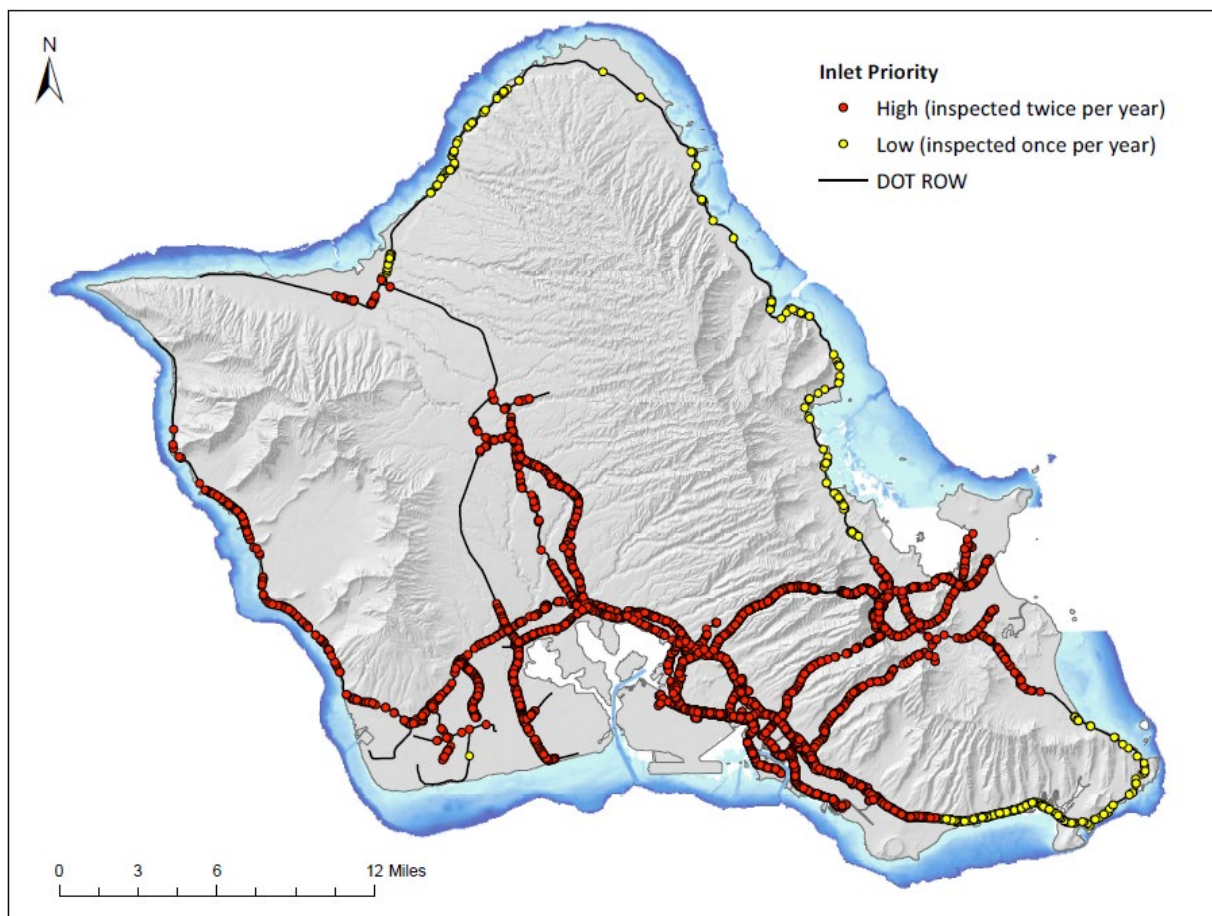 N
Inlet Priority
High (inspected twice per year)
Low (inspected once per year)
DOT ROW
0 3 6 12 Miles